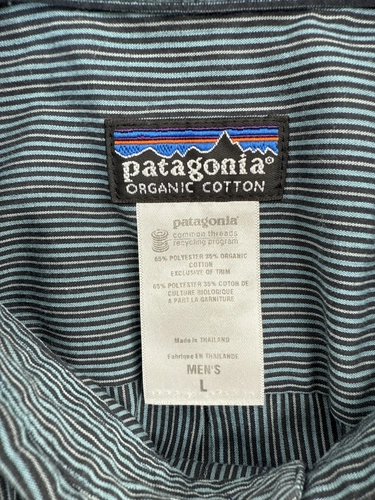 patagonia®
ORGANIC COTTON
patagonia®
common threads
recycling program
65% POLYESTER 35% ORGANIC
COTTON
EXCLUSIVE OF TRIM
65% POLYESTER 35% COTON DE
CULTURE BIOLOGIQUE
A PART LA GARNITURE
Made in THAILAND
Fabriqué EN THAILANDE
MEN'S
L